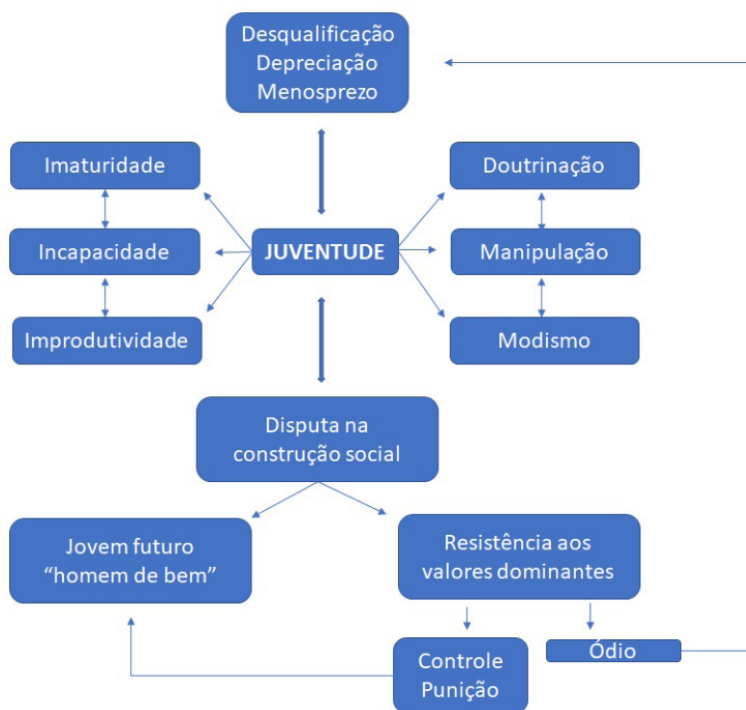 Desqualificação
Depreciação
Menosprezo
Imaturidade
Doutrinação
Incapacidade
JUVENTUDE
Manipulação
Improdutividade
Modismo
Disputa na
construção social
Jovem futuro
“homem de bem”
Resistência aos
valores dominantes
Controle
Punição
Ódio